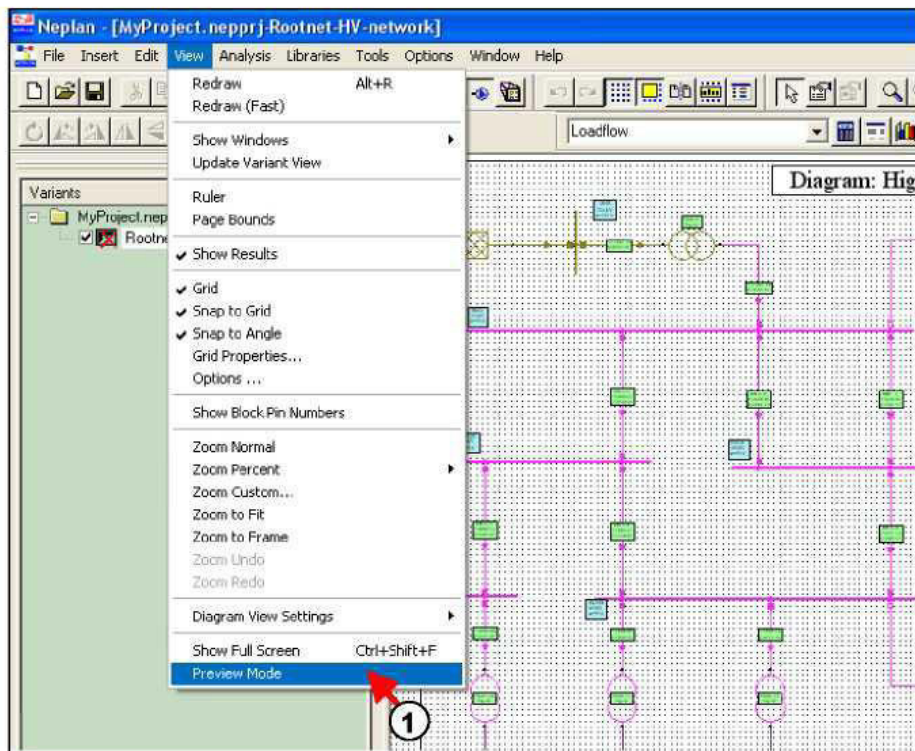 Neplan - [MyProject.nepprj-Rootnet-HV-network]
File Insert Edit View Analysis Libraries Tools Options Window Help
Redraw Alt+R
Redraw (Fast)
Show Windows
Update Variant View
Ruler
Page Bounds
Show Results
Grid
Snap to Grid
Snap to Angle
Grid Properties...
Options ...
Show Block Pin Numbers
Zoom Normal
Zoom Percent
Zoom Custom...
Zoom to Fit
Zoom to Frame
Zoom Undo
Zoom Redo
Diagram View Settings
Show Full Screen Ctrl+Shift+F
Preview Mode
1
Loadflow
Variants
MyProject.nep
Rootne
Diagram: Hig